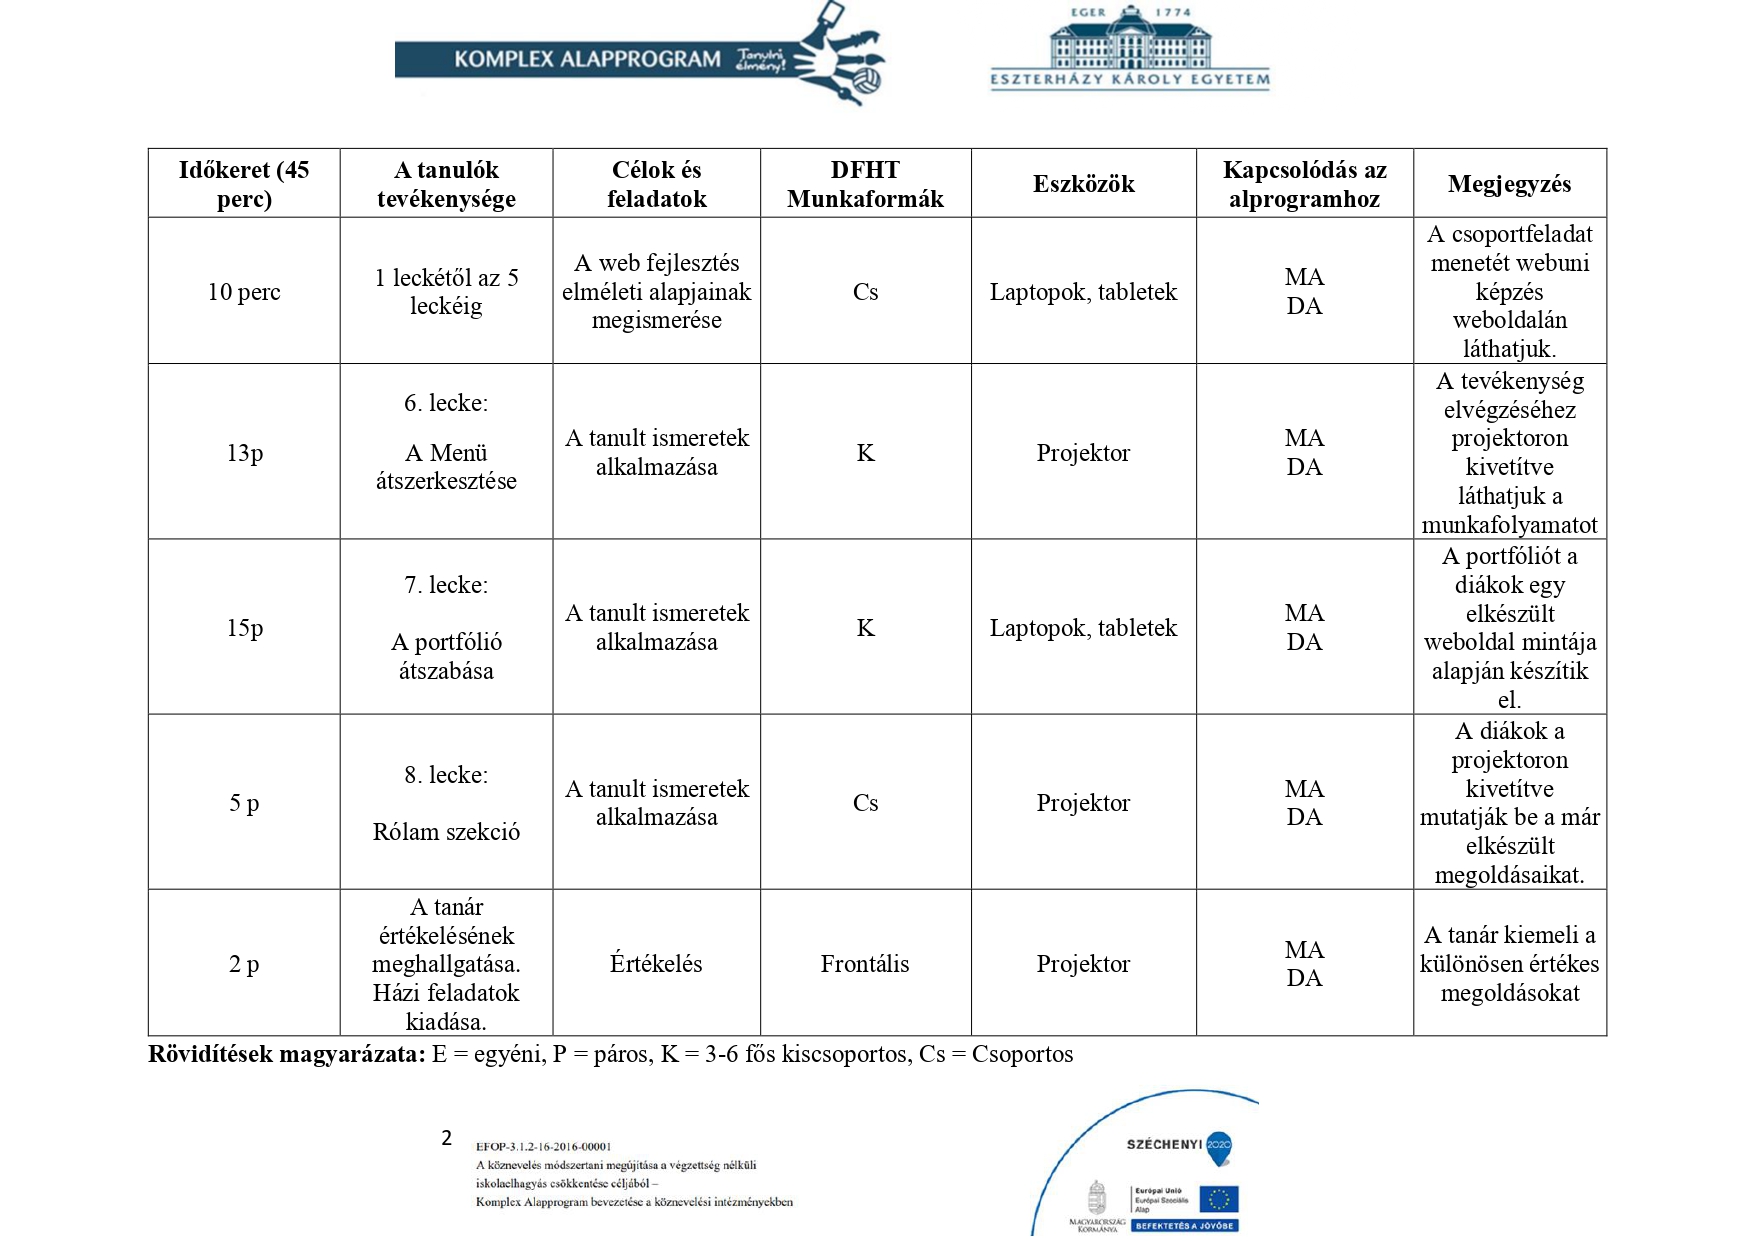 KOMPLEX ALAPPROGRAM Tanulni élmény!
EGER 1774
ESZTERHÁZY KÁROLY EGYETEM
Időkeret (45
perc)
A tanulók
tevékenysége
Célok és
feladatok
DFHT
Munkaformák
Eszközök
Kapcsolódás az
alprogramhoz
Megjegyzés
10 perc
1 leckétől az 5
leckéig
A web fejlesztés
elméleti alapjainak
megismerése
Cs
Laptopok, tabletek
MA
DA
A csoportfeladat
menetét webuni
képzés
weboldalán
láthatjuk.
13p
6. lecke:
A Menü
átszerkesztése
A tanult ismeretek
alkalmazása
K
Projektor
MA
DA
A tevékenység
elvégzéséhez
projektoron
kivetítve
láthatjuk a
munkafolyamatot
15p
7. lecke:
A portfólió
átszabása
A tanult ismeretek
alkalmazása
K
Laptopok, tabletek
MA
DA
A portfóliót a
diákok egy
elkészült
weboldal mintája
alapján készítik
el.
5 p
8. lecke:
Rólam szekció
A tanult ismeretek
alkalmazása
Cs
Projektor
MA
DA
A diákok a
projektoron
kivetítve
mutatják be a már
elkészült
megoldásaikat.
2 p
A tanár
értékelésének
meghallgatása.
Házi feladatok
kiadása.
Értékelés
Frontális
Projektor
MA
DA
A tanár kiemeli a
különösen értékes
megoldásokat
Rövidítések magyarázata: E = egyéni, P = páros, K = 3-6 fős kiscsoportos, Cs = Csoportos
2
EFOP-3.1.2-16-2016-00001
A köznevelés módszertani megújítása a végzettség nélküli
iskolaelhagyás csökkentése céljából –
Komplex Alapprogram bevezetése a köznevelési intézményekben
SZÉCHENYI 2020
MAGYARORSZÁG
KORMÁNYA
Európai Unió
Európai Szociális
Alap
BEFEKTETÉS A JÖVŐBE